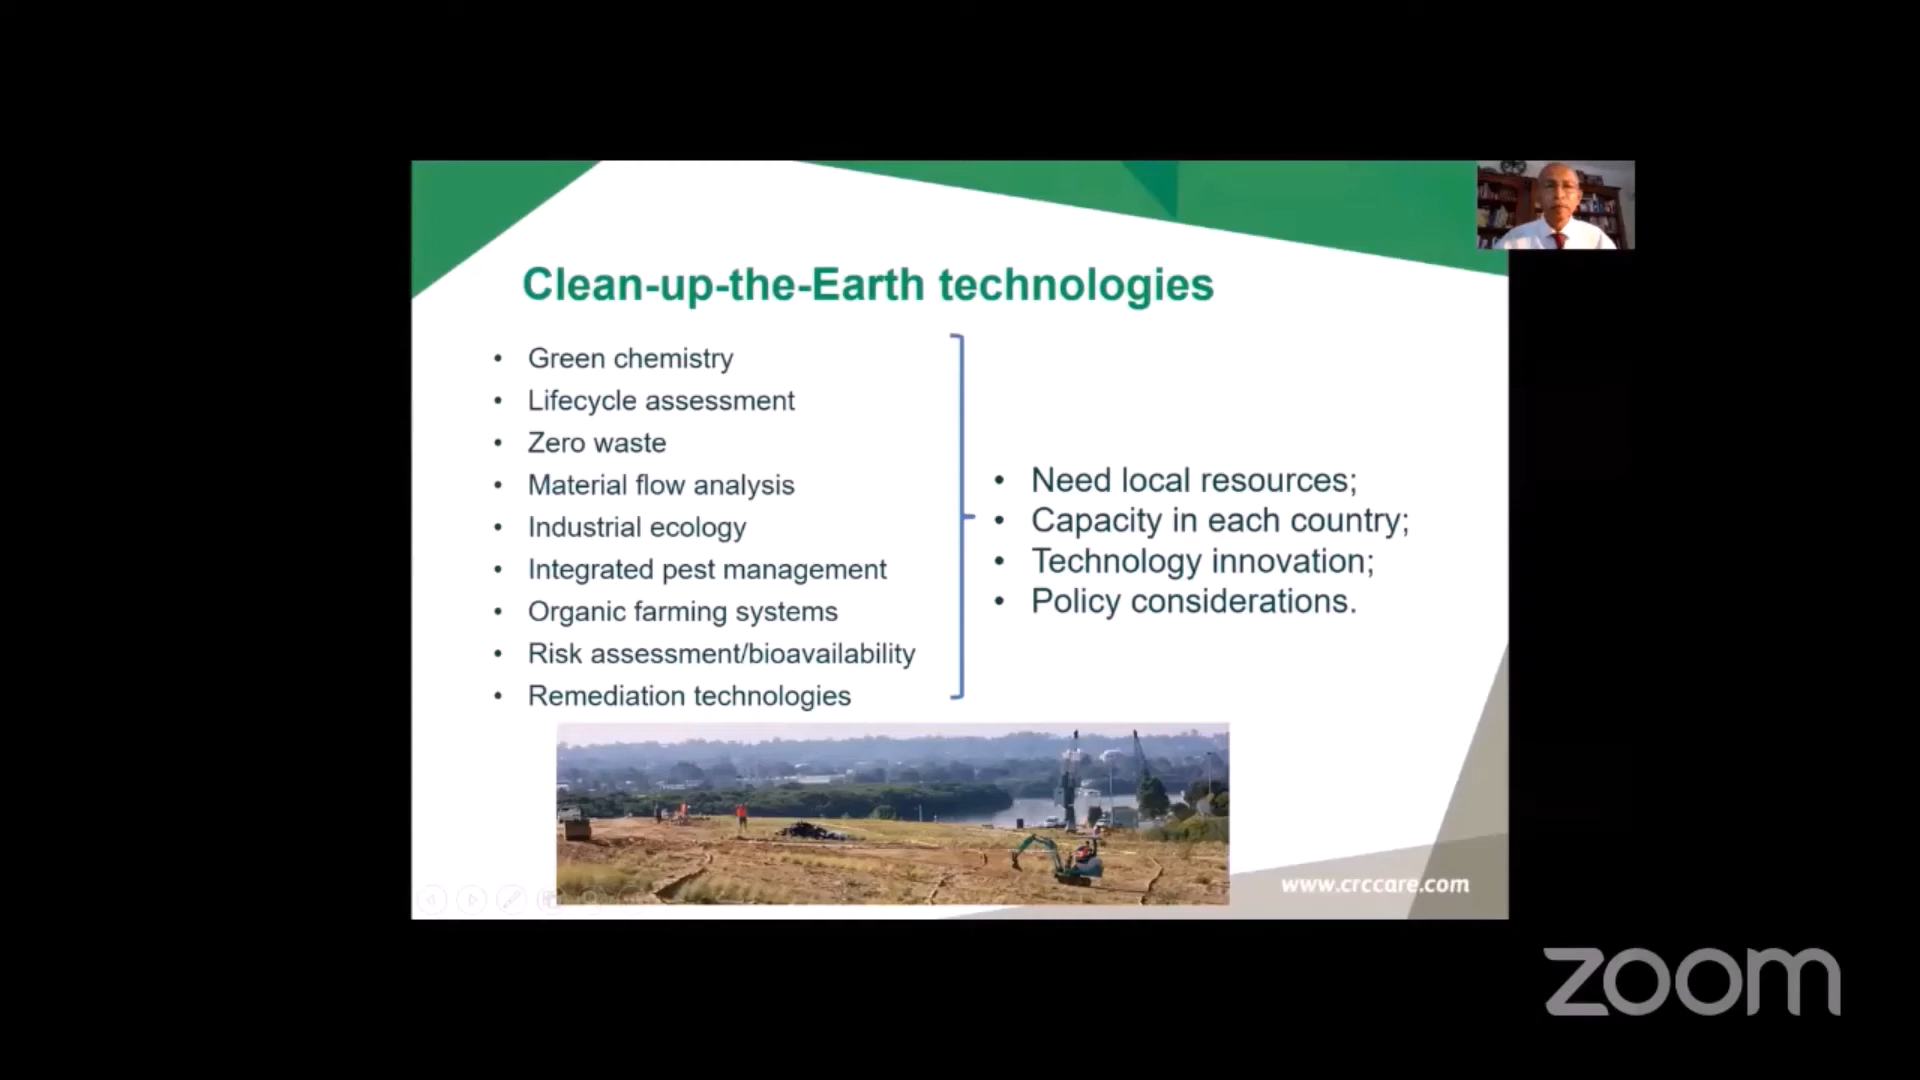 Clean-up-the-Earth technologies
• Green chemistry
• Lifecycle assessment
• Zero waste
• Material flow analysis
• Industrial ecology
• Integrated pest management
• Organic farming systems
• Risk assessment/bioavailability
• Remediation technologies
• Need local resources;
• Capacity in each country;
• Technology innovation;
• Policy considerations.
www.crccare.com
zoom